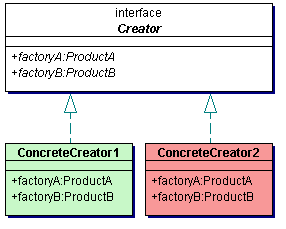 interface
Creator
+factoryA:ProductA
+factoryB:ProductB
ConcreteCreator1
+factoryA:ProductA
+factoryB:ProductB
ConcreteCreator2
+factoryA:ProductA
+factoryB:ProductB